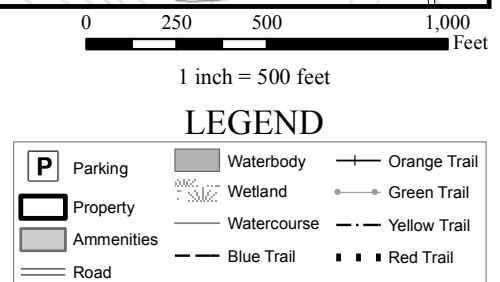 0 250 500 1,000
Feet
1 inch = 500 feet
LEGEND
P Parking
Property
Ammenities
Road
Waterbody
Wetland
Watercourse
Blue Trail
Orange Trail
Green Trail
Yellow Trail
Red Trail